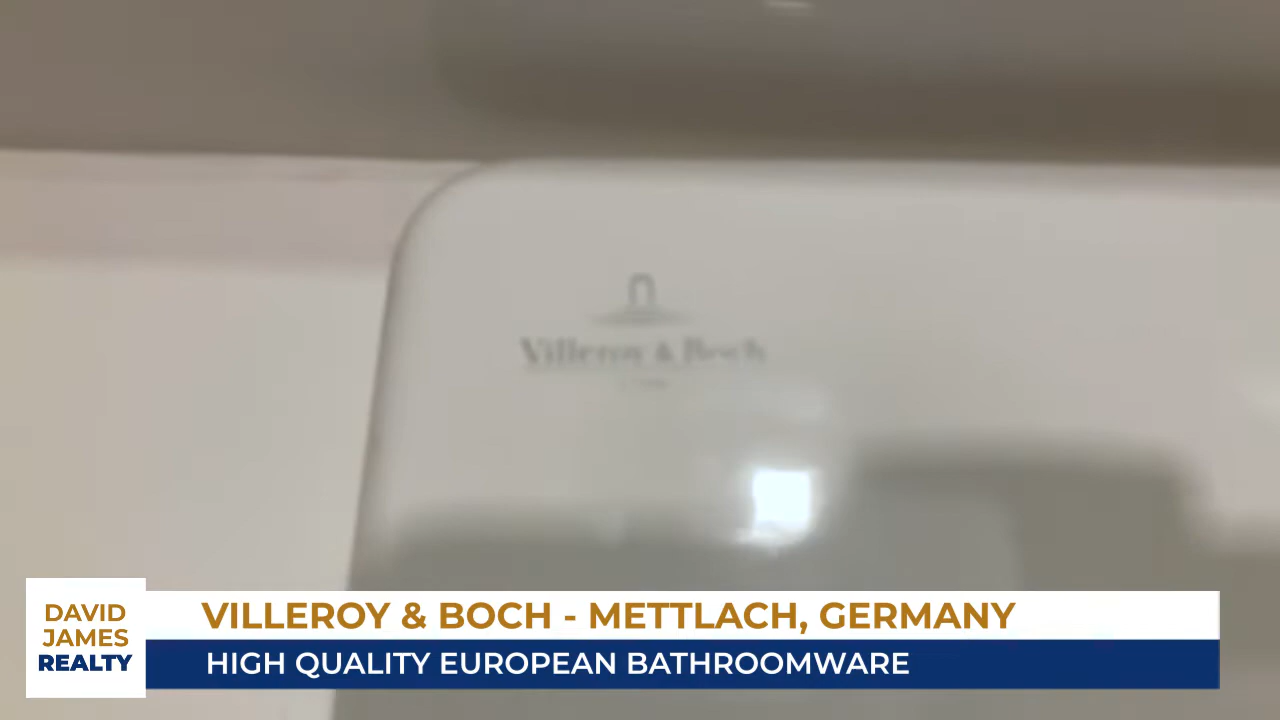 Villeroy & Boch
DAVID
JAMES
REALTY
VILLEROY & BOCH - METTLACH, GERMANY
HIGH QUALITY EUROPEAN BATHROOMWARE